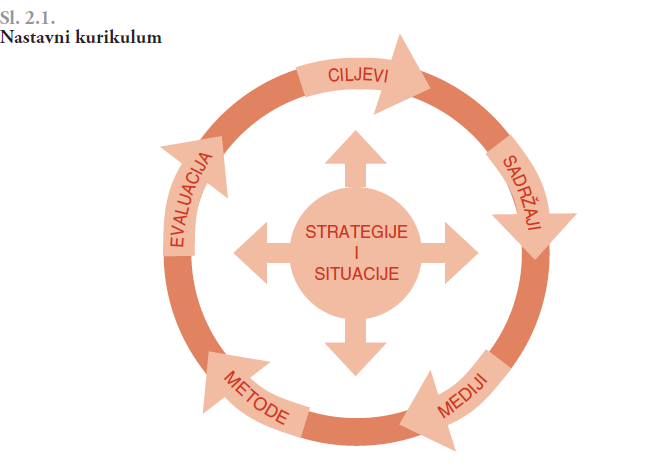 Sl. 2.1.
Nastavni kurikulum
CILJEVI
SADRŽAJI
MEDIJI
METODE
EVALUACIJA
STRATEGIJE
I
SITUACIJE